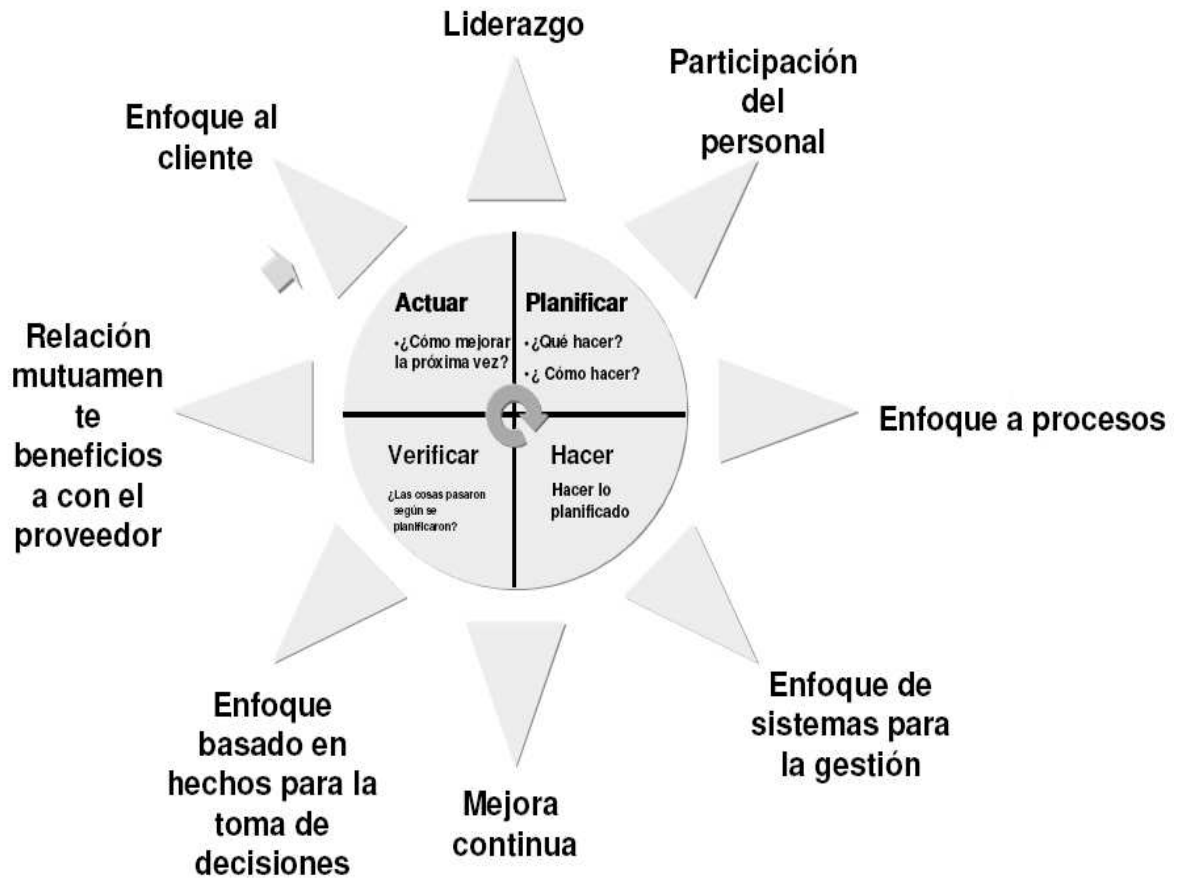 Liderazgo
Participación
del
personal
Enfoque al
cliente
Actuar
•¿Cómo mejorar
la próxima vez?
Planificar
•¿Qué hacer?
•¿ Cómo hacer?
Relación
mutuamen
te
beneficios
a con el
proveedor
Enfoque a procesos
Verificar
¿Las cosas pasaron
según se
planificaron?
Hacer
Hacer lo
planificado
Enfoque de
sistemas para
la gestión
Enfoque
basado en
hechos para la
toma de
decisiones
Mejora
continua